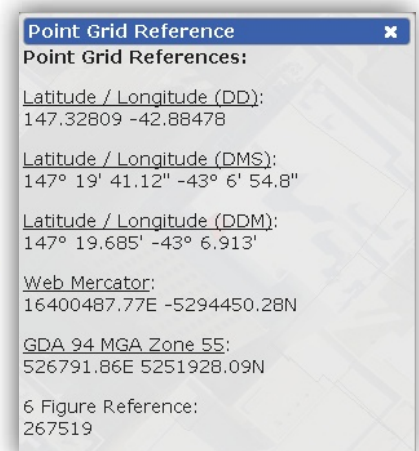 Point Grid Reference
Point Grid References:
Latitude / Longitude (DD):
147.32809 -42.88478
Latitude / Longitude (DMS):
147° 19' 41.12" -43° 6' 54.8"
Latitude / Longitude (DDM):
147° 19.685' -43° 6.913'
Web Mercator:
16400487.77E -5294450.28N
GDA 94 MGA Zone 55:
526791.86E 5251928.09N
6 Figure Reference:
267519